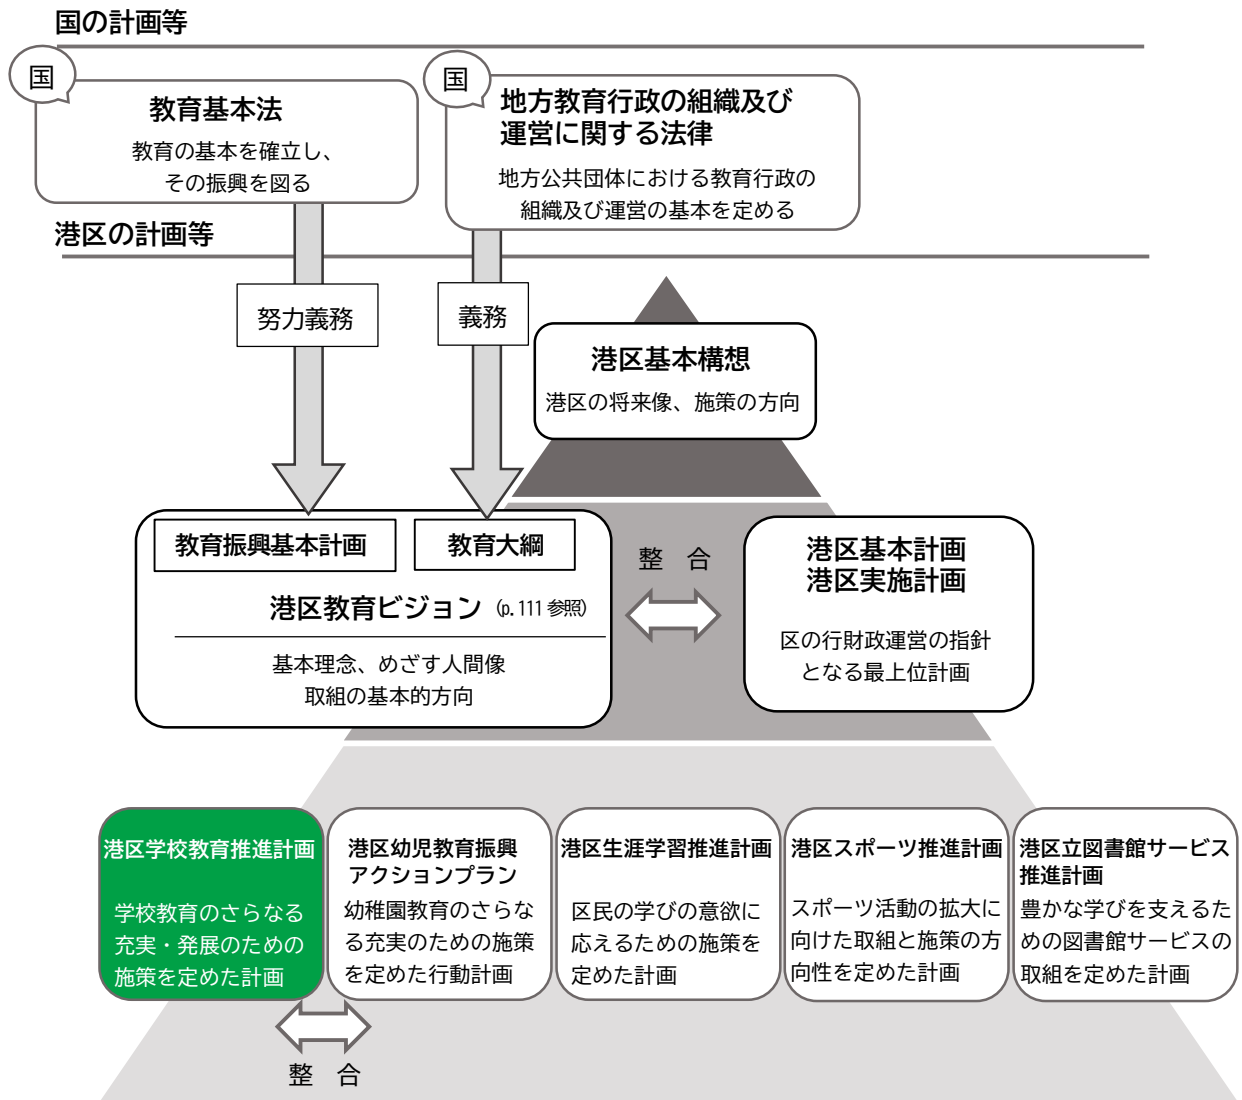 国の計画等
国
教育基本法
教育の基本を確立し、
その振興を図る
国
地方教育行政の組織及び
運営に関する法律
地方公共団体における教育行政の
組織及び運営の基本を定める
港区の計画等
努力義務
義務
港区基本構想
港区の将来像、施策の方向
教育振興基本計画
教育大綱
港区教育ビジョン (p.111 参照)
基本理念、めざす人間像
取組の基本的方向
整 合
港区基本計画
港区実施計画
区の行財政運営の指針
となる最上位計画
港区学校教育推進計画
学校教育のさらなる
充実・発展のための
施策を定めた計画
港区幼児教育振興
アクションプラン
幼稚園教育のさらな
る充実のための施策
を定めた行動計画
港区生涯学習推進計画
区民の学びの意欲に
応えるための施策を
定めた計画
港区スポーツ推進計画
スポーツ活動の拡大に
向けた取組と施策の方
向性を定めた計画
港区立図書館サービス
推進計画
豊かな学びを支えるた
めの図書館サービスの
取組を定めた計画
整 合